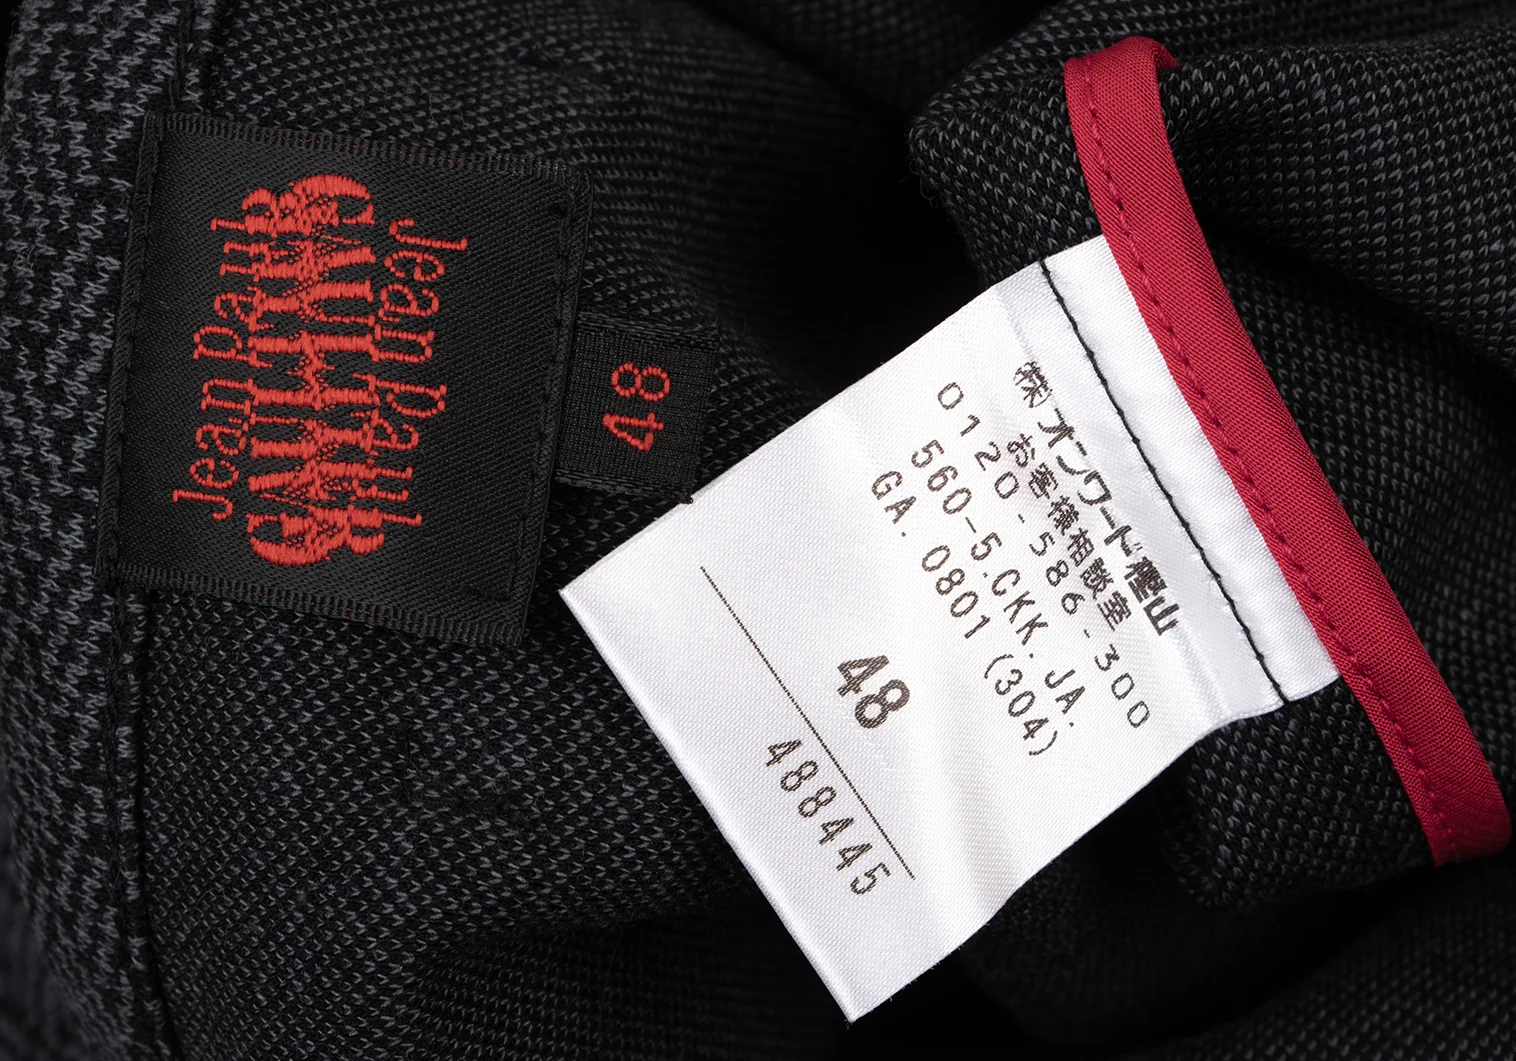 Jean Paul
GAULTIER
Jean Paul
GAULTIER
48
(株)オンワード樫山
お客様相談室
0120-586-300
560-5.CKK.JA.
GA.0801(304)
48
488445